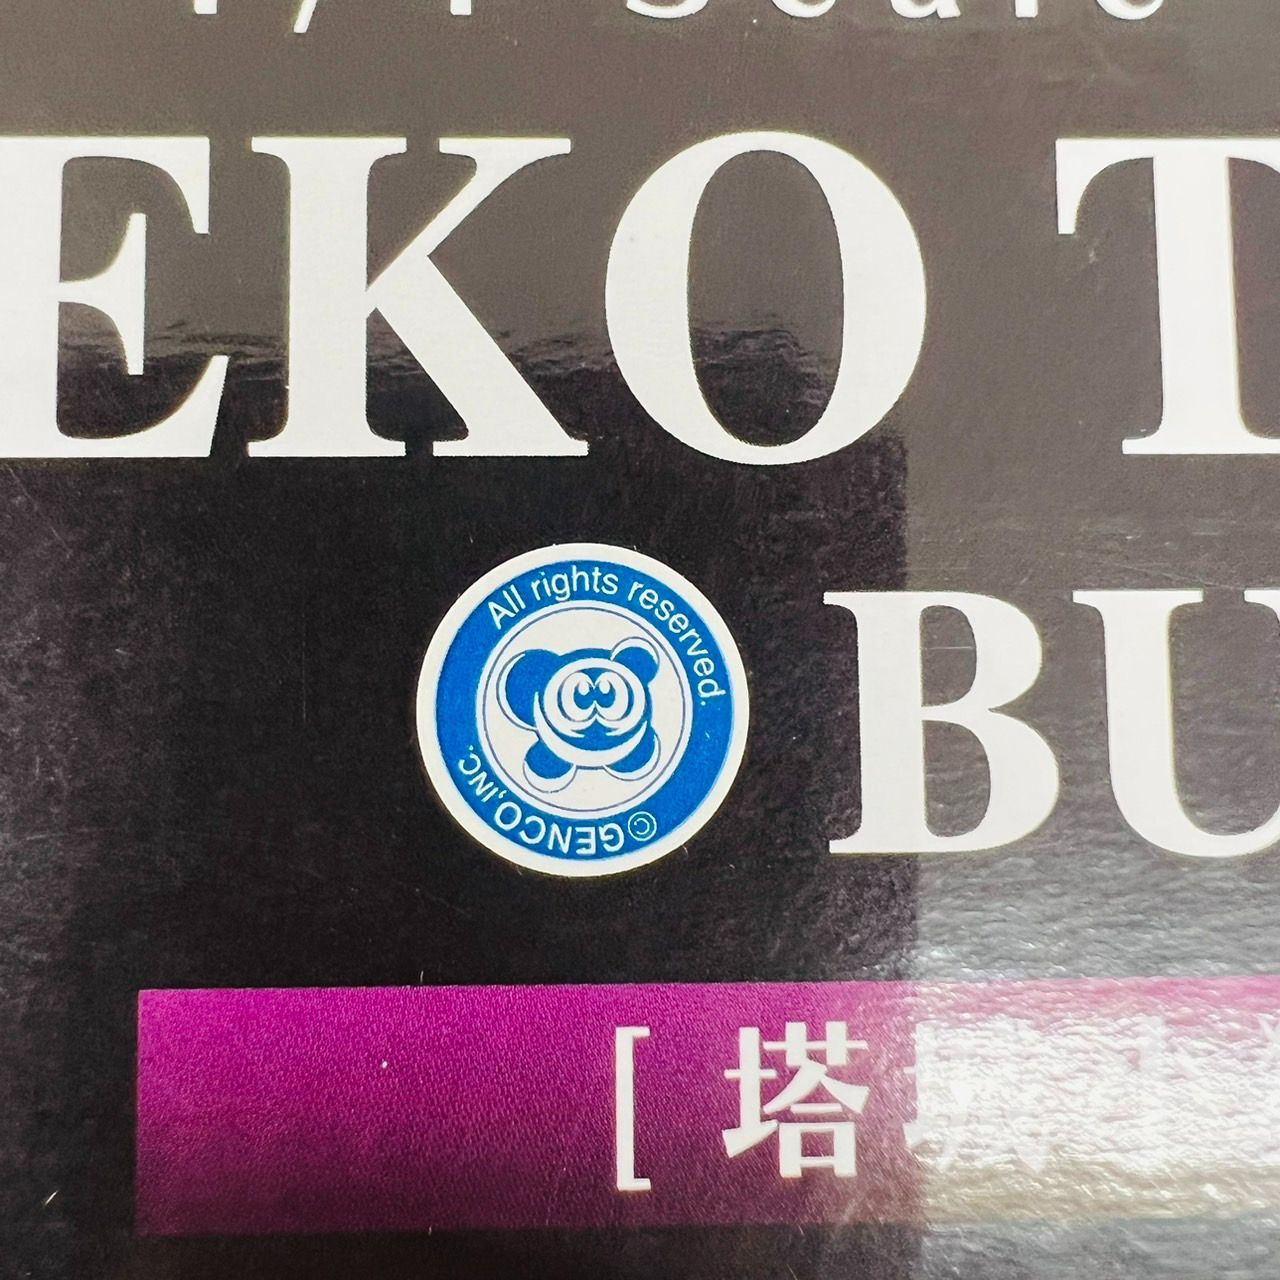 EKO T
All rights reserved.
©GENCO,INC.
BU
[塔